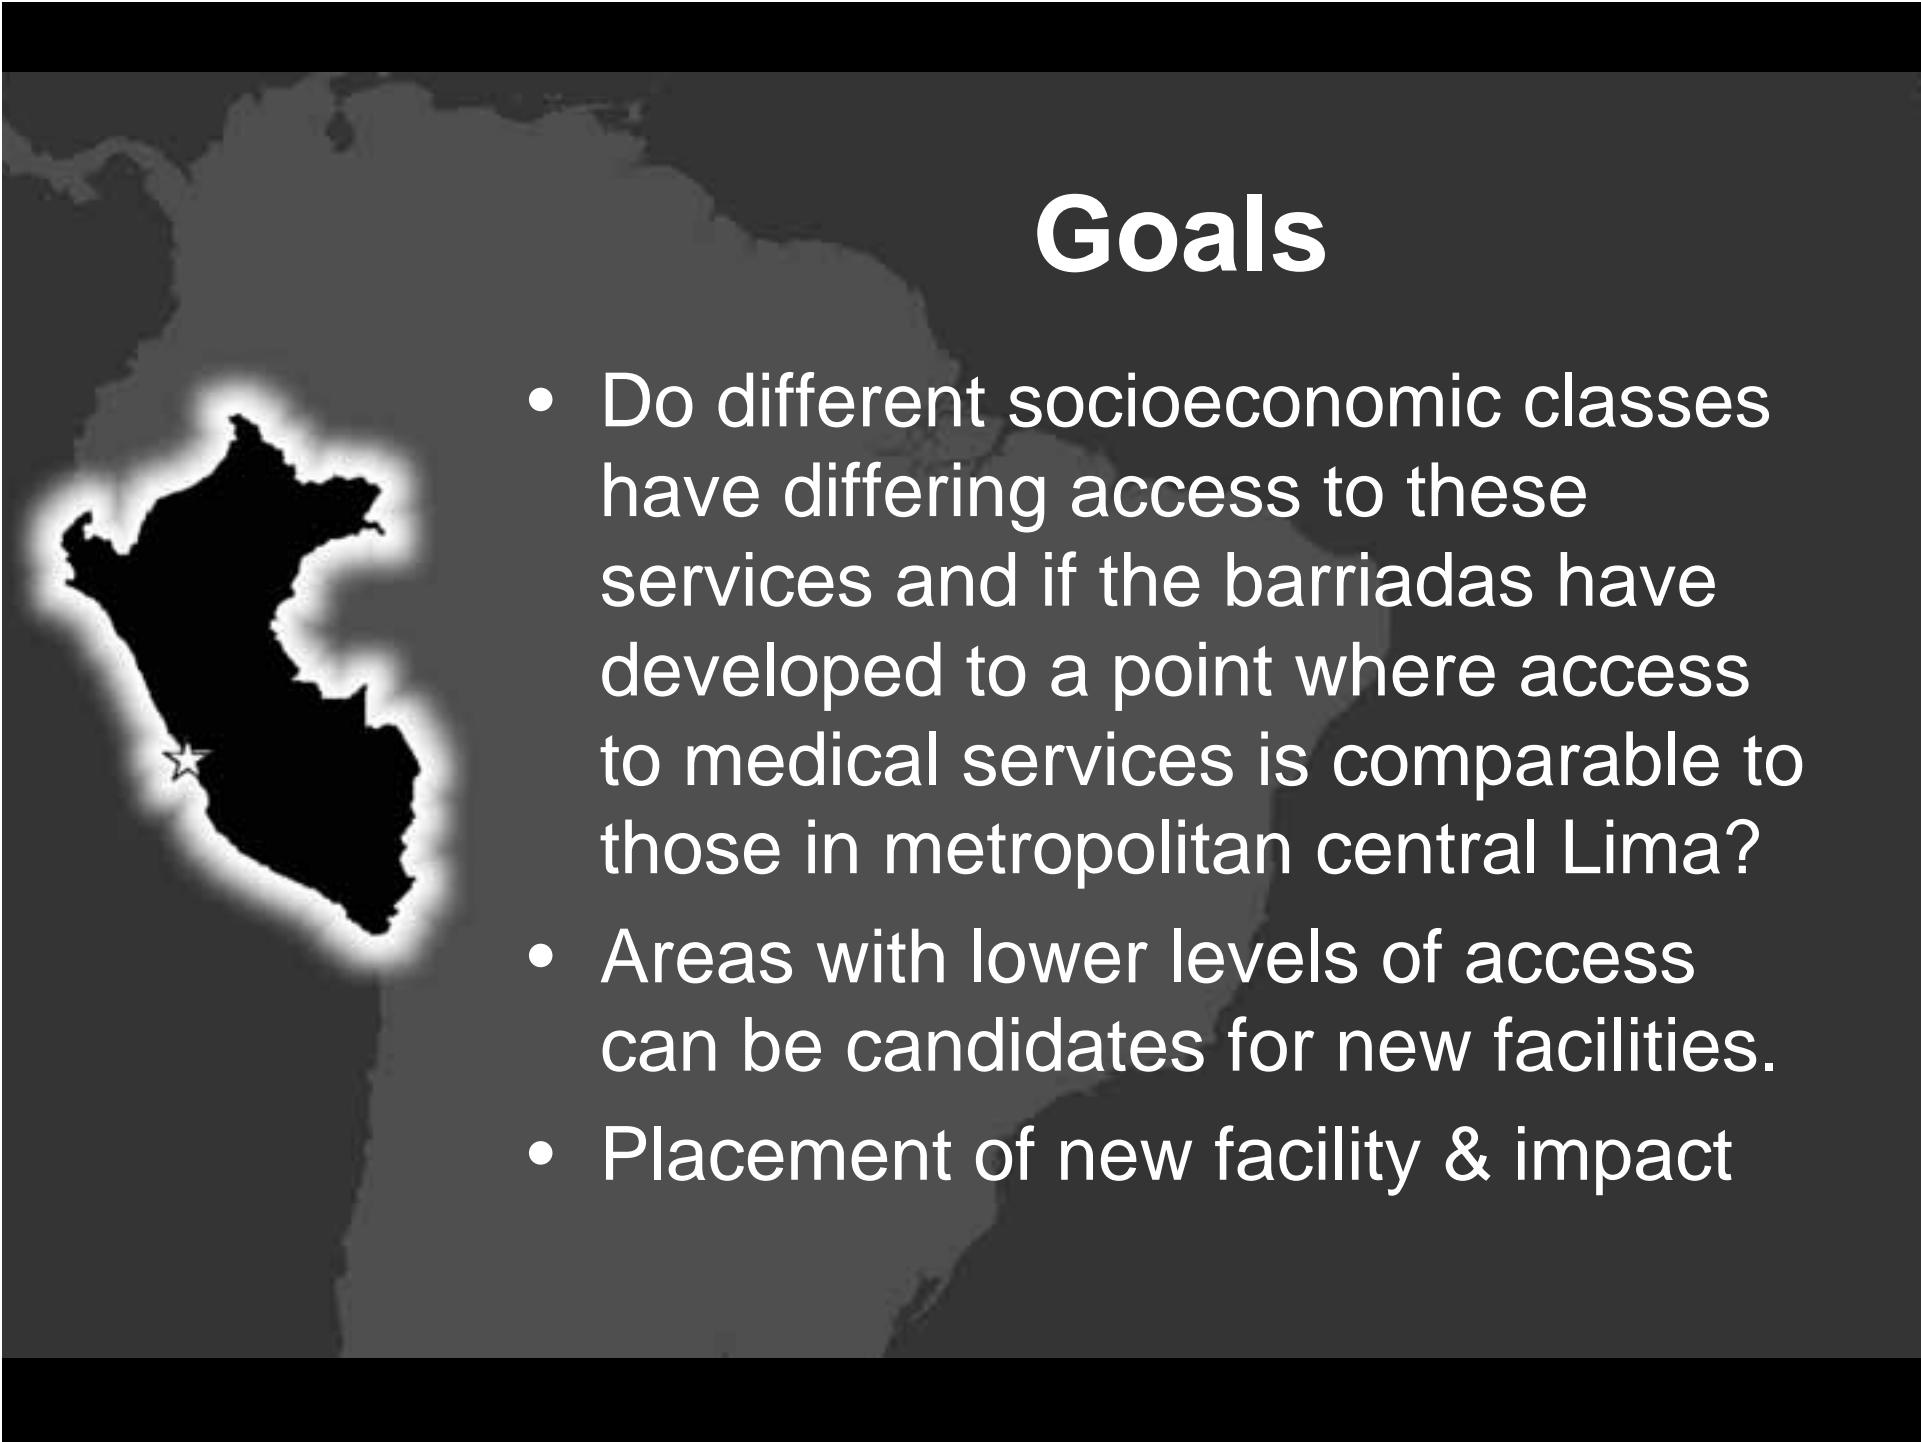 Goals
• Do different socioeconomic classes
have differing access to these
services and if the barriadas have
developed to a point where access
to medical services is comparable to
those in metropolitan central Lima?
• Areas with lower levels of access
can be candidates for new facilities.
• Placement of new facility & impact